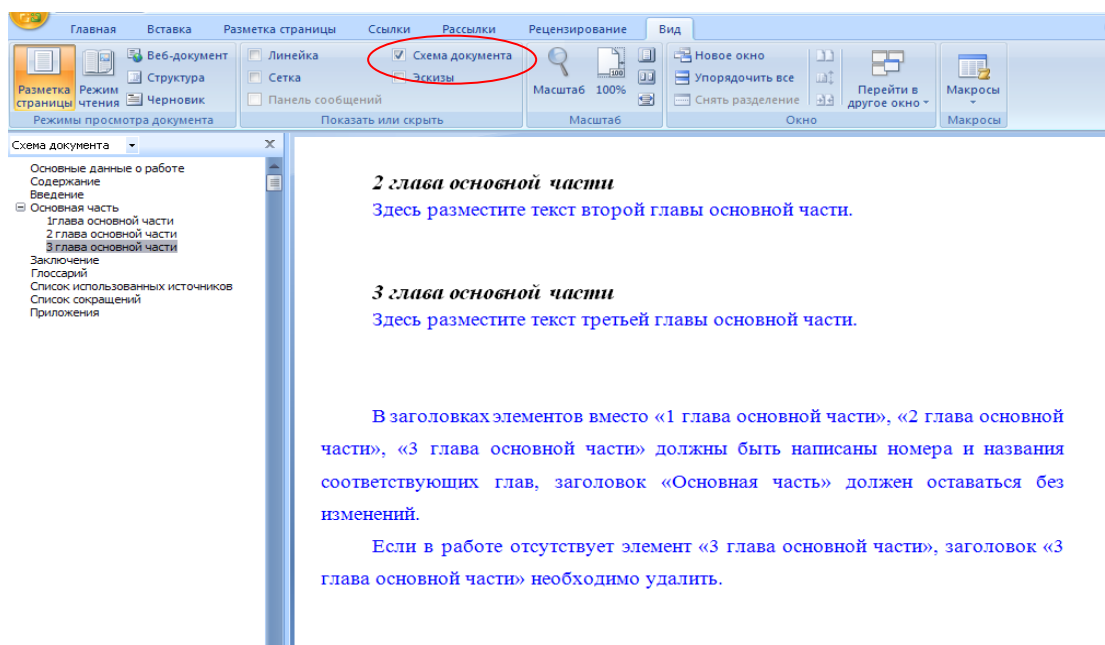 Главная Вставка Разметка страницы Ссылки Рассылки Рецензирование Вид
Разметка страницы
Режим чтения
Веб-документ
Структура
Черновик
Режимы просмотра документа
Линейка
Сетка
Панель сообщений
Схема документа
Эскизы
Показать или скрыть
Масштаб
100
100%
Масштаб
Новое окно
Упорядочить все
Снять разделение
Перейти в
другое окно
Окно
Макросы
Макросы
Схема документа
Основные данные о работе
Содержание
Введение
Основная часть
1глава основной части
2 глава основной части
3 глава основной части
Заключение
Глоссарий
Список использованных источников
Список сокращений
Приложения
2 глава основной части
Здесь разместите текст второй главы основной части.
3 глава основной части
Здесь разместите текст третьей главы основной части.
В заголовках элементов вместо «1 глава основной части», «2 глава основной
части», «3 глава основной части» должны быть написаны номера и названия
соответствующих глав, заголовок «Основная часть» должен оставаться без
изменений.
Если в работе отсутствует элемент «3 глава основной части», заголовок «3
глава основной части» необходимо удалить.